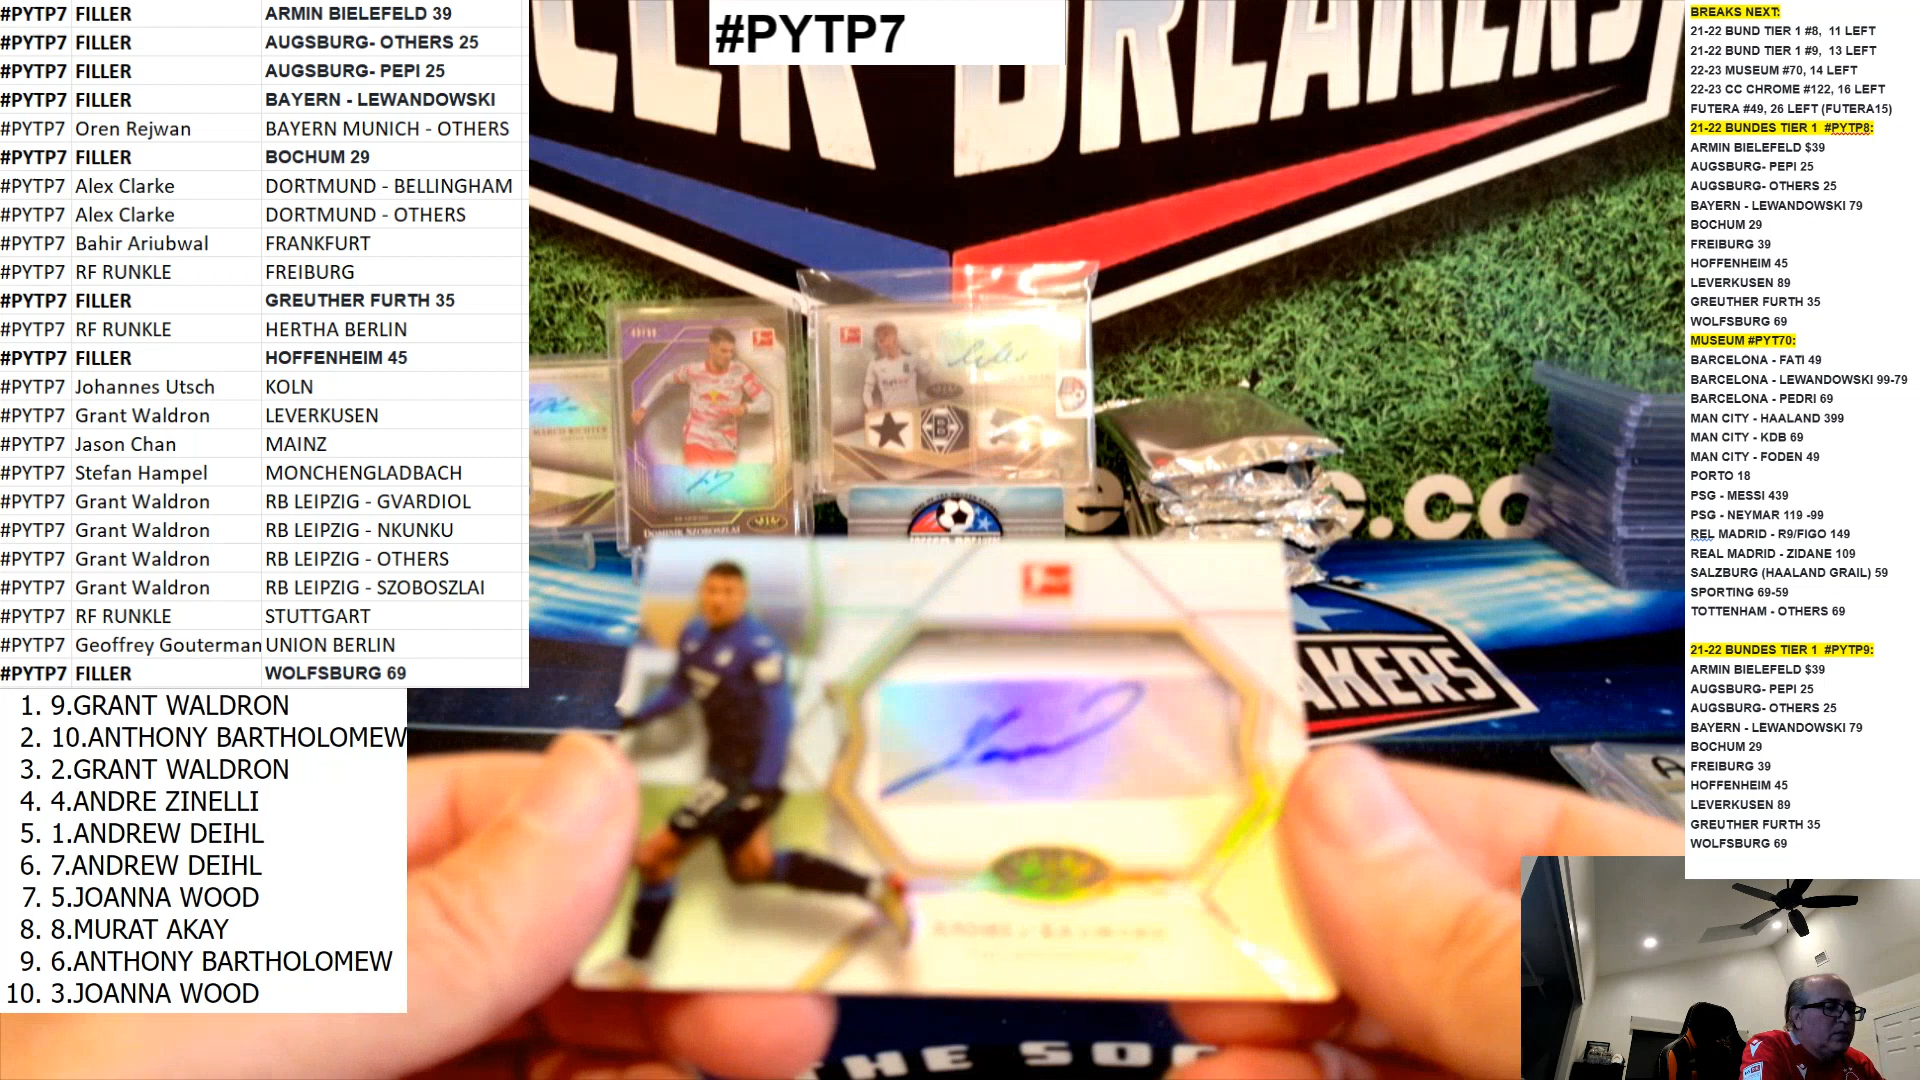 #PYTP7 FILLER ARMIN BIELEFELD 39
#PYTP7 FILLER AUGSBURG- OTHERS 25
#PYTP7 FILLER AUGSBURG- PEPI 25
#PYTP7 FILLER BAYERN - LEWANDOWSKI
#PYTP7 Oren Rejwan BAYERN MUNICH - OTHERS
#PYTP7 FILLER BOCHUM 29
#PYTP7 Alex Clarke DORTMUND - BELLINGHAM
#PYTP7 Alex Clarke DORTMUND - OTHERS
#PYTP7 Bahir Ariubwal FRANKFURT
#PYTP7 RF RUNKLE FREIBURG
#PYTP7 FILLER GREUTHER FURTH 35
#PYTP7 RF RUNKLE HERTHA BERLIN
#PYTP7 FILLER HOFFENHEIM 45
#PYTP7 Johannes Utsch KOLN
#PYTP7 Grant Waldron LEVERKUSEN
#PYTP7 Jason Chan MAINZ
#PYTP7 Stefan Hampel MONCHENGLADBACH
#PYTP7 Grant Waldron RB LEIPZIG - GVARDIOL
#PYTP7 Grant Waldron RB LEIPZIG - NKUNKU
#PYTP7 Grant Waldron RB LEIPZIG - OTHERS
#PYTP7 Grant Waldron RB LEIPZIG - SZOBOSZLAI
#PYTP7 RF RUNKLE STUTTGART
#PYTP7 Geoffrey Gouterman UNION BERLIN
#PYTP7 FILLER WOLFSBURG 69
1. 9.GRANT WALDRON
2. 10.ANTHONY BARTHOLOMEW
3. 2.GRANT WALDRON
4. 4.ANDRE ZINELLI
5. 1.ANDREW DEIHL
6. 7.ANDREW DEIHL
7. 5.JOANNA WOOD
8. 8.MURAT AKAY
9. 6.ANTHONY BARTHOLOMEW
10. 3.JOANNA WOOD
#PYTP7
BREAKERS
DOMINIK SZOBOSZLAI
e
s.co
AKERS
THE SO
BREAKS NEXT:
21-22 BUND TIER 1 #8, 11 LEFT
21-22 BUND TIER 1 #9, 13 LEFT
22-23 MUSEUM #70, 14 LEFT
22-23 CC CHROME #122, 16 LEFT
FUTERA #49, 26 LEFT (FUTERA15)
21-22 BUNDES TIER 1 #PYTP8:
ARMIN BIELEFELD $39
AUGSBURG- PEPI 25
AUGSBURG- OTHERS 25
BAYERN - LEWANDOWSKI 79
BOCHUM 29
FREIBURG 39
HOFFENHEIM 45
LEVERKUSEN 89
GREUTHER FURTH 35
WOLFSBURG 69
MUSEUM #PYT70:
BARCELONA - FATI 49
BARCELONA - LEWANDOWSKI 99-79
BARCELONA - PEDRI 69
MAN CITY - HAALAND 399
MAN CITY - KDB 69
MAN CITY - FODEN 49
PORTO 18
PSG - MESSI 439
PSG - NEYMAR 119 -99
REL MADRID - R9/FIGO 149
REAL MADRID - ZIDANE 109
SALZBURG (HAALAND GRAIL) 59
SPORTING 69-59
TOTTENHAM - OTHERS 69
21-22 BUNDES TIER 1 #PYTP9:
ARMIN BIELEFELD $39
AUGSBURG- PEPI 25
AUGSBURG- OTHERS 25
BAYERN - LEWANDOWSKI 79
BOCHUM 29
FREIBURG 39
HOFFENHEIM 45
LEVERKUSEN 89
GREUTHER FURTH 35
WOLFSBURG 69